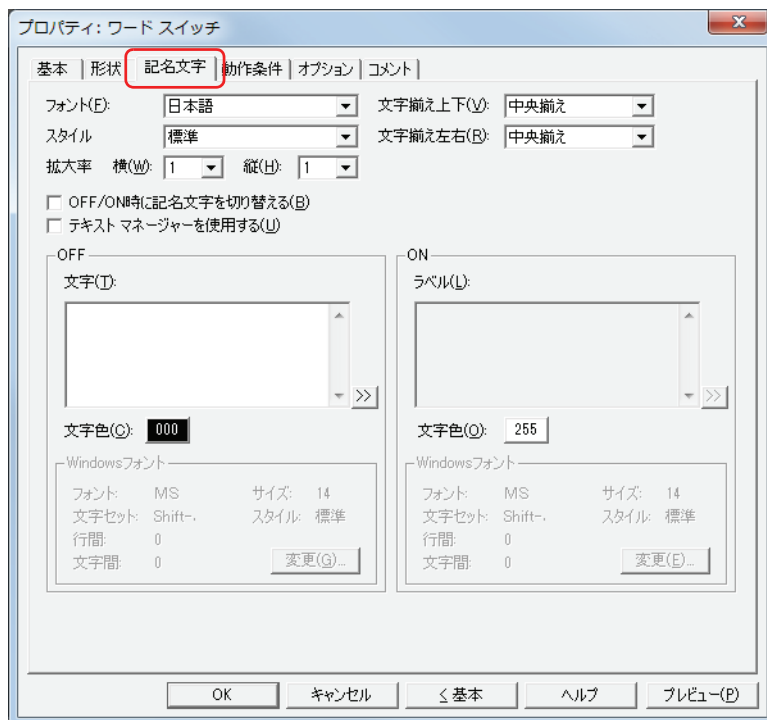 プロパティ: ワード スイッチ
基本 形状 記名文字 動作条件 オプション コメント
フォント(F): 日本語 文字揃え上下(V): 中央揃え
スタイル 標準 文字揃え左右(R): 中央揃え
拡大率 横(W): 1 縦(H): 1
OFF/ON時に記名文字を切り替える(B)
テキスト マネージャーを使用する(U)
OFF ON
文字(T): ラベル(L):
>> >>
文字色(C): 000 文字色(O): 255
Windowsフォント Windowsフォント
フォント: MS サイズ: 14 フォント: MS サイズ: 14
文字セット: Shift-. スタイル: 標準 文字セット: Shift-. スタイル: 標準
行間: 0 行間: 0
文字間: 0 変更(G)... 文字間: 0 変更(E)...
OK キャンセル < 基本 ヘルプ プレビュー(P)